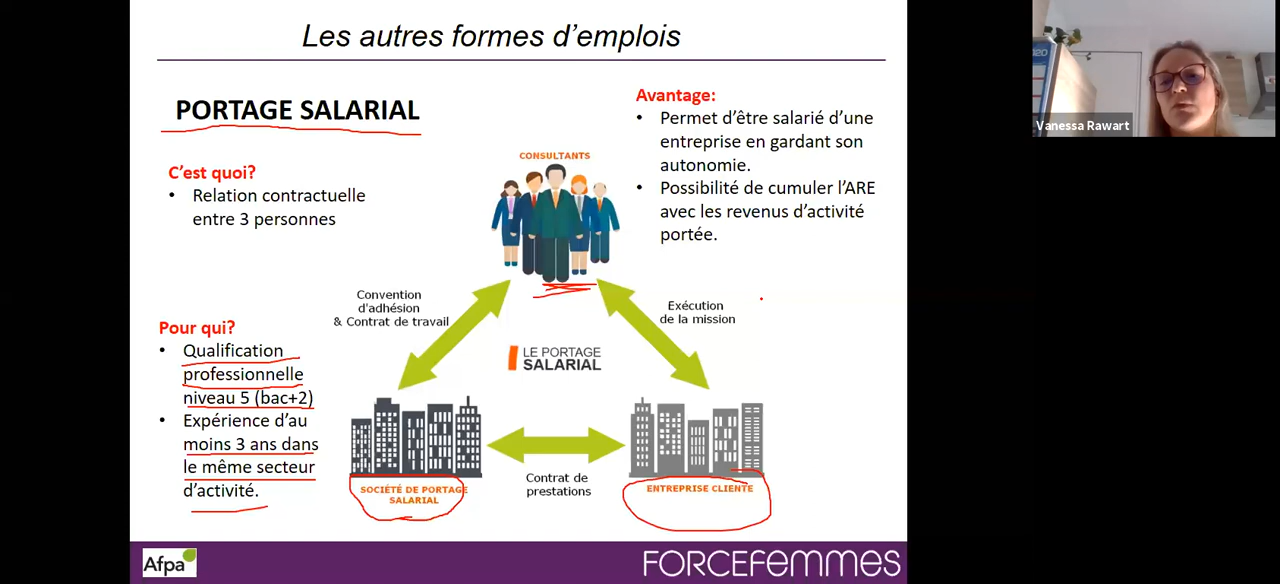 Les autres formes d'emplois
PORTAGE SALARIAL
C'est quoi?
• Relation contractuelle
entre 3 personnes
Pour qui?
• Qualification
professionnelle
niveau 5 (bac+2)
• Expérience d'au
moins 3 ans dans
le même secteur
d'activité.
CONSULTANTS
Convention
d'adhésion
& Contrat de travail
Exécution
de la mission
LE PORTAGE
SALARIAL
SOCIÉTÉ DE PORTAGE
SALARIAL
Contrat de
prestations
ENTREPRISE CLIENTE
Avantage:
• Permet d'être salarié d'une
entreprise en gardant son
autonomie.
• Possibilité de cumuler l'ARE
avec les revenus d'activité
portée.
Afpa
FORCEFEMMES
Vanessa Rawart